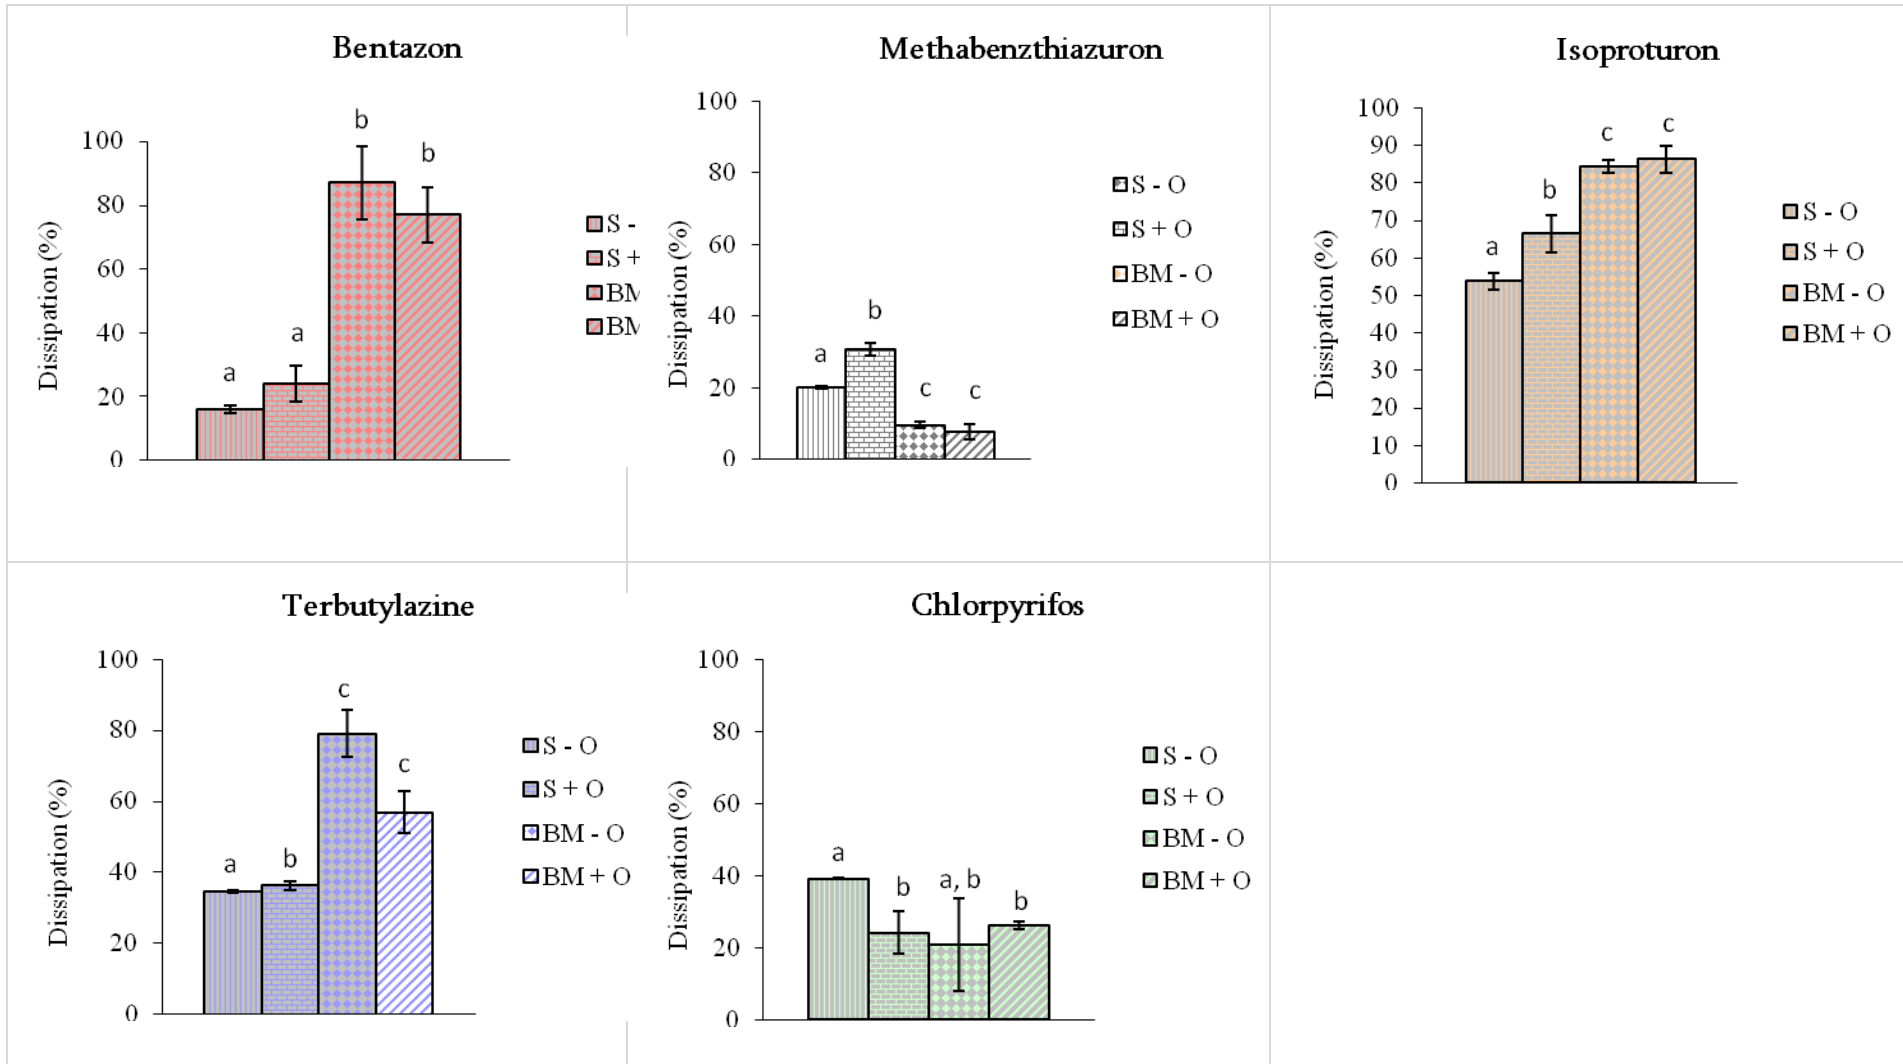 Bentazon
Dissipation (%)
100
80
60
40
20
0
a
a
b
b
S -
S +
BM
BM
Methabenzthiazuron
Dissipation (%)
100
80
60
40
20
0
a
b
c
c
S - O
S + O
BM - O
BM + O
Isoproturon
Dissipation (%)
100
90
80
70
60
50
40
30
20
10
0
a
b
c
c
S - O
S + O
BM - O
BM + O
Terbutylazine
Dissipation (%)
100
80
60
40
20
0
a
b
c
c
S - O
S + O
BM - O
BM + O
Chlorpyrifos
Dissipation (%)
100
80
60
40
20
0
a
b
a, b
b
S - O
S + O
BM - O
BM + O